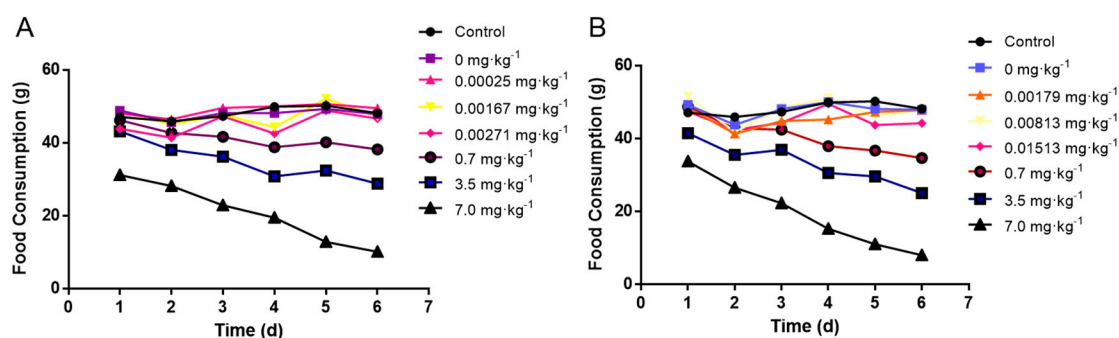 A
Food Consumption (g)
60
40
20
0
0 1 2 3 4 5 6 7
Time (d)
Control
0 mg·kg⁻¹
0.00025 mg·kg⁻¹
0.00167 mg·kg⁻¹
0.00271 mg·kg⁻¹
0.7 mg·kg⁻¹
3.5 mg·kg⁻¹
7.0 mg·kg⁻¹
B
Food Consumption (g)
60
40
20
0
0 1 2 3 4 5 6 7
Time (d)
Control
0 mg·kg⁻¹
0.00179 mg·kg⁻¹
0.00813 mg·kg⁻¹
0.01513 mg·kg⁻¹
0.7 mg·kg⁻¹
3.5 mg·kg⁻¹
7.0 mg·kg⁻¹